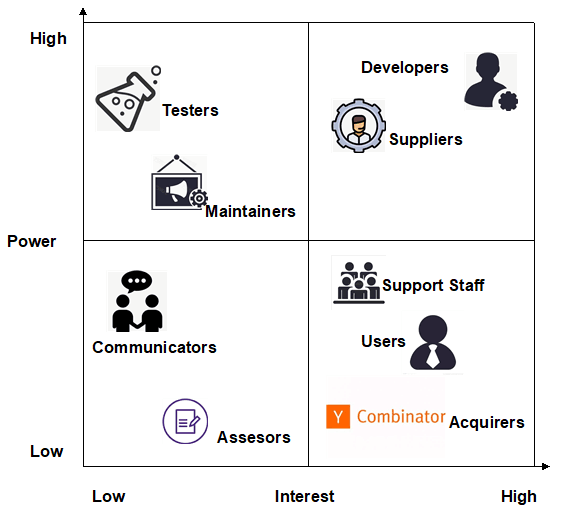 High
Developers
Testers
Suppliers
Maintainers
Power
Support Staff
Communicators
Users
Y Combinator
Acquirers
Assesors
Low
Low
Interest
High